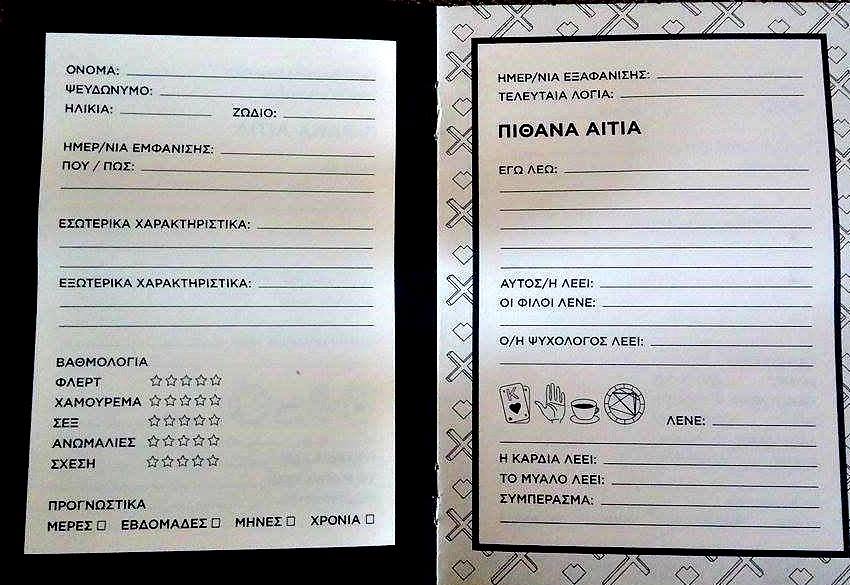 ΟΝΟΜΑ:
ΨΕΥΔΩΝΥΜΟ:
ΗΛΙΚΙΑ: ΖΩΔΙΟ:
ΗΜΕΡ/ΝΙΑ ΕΜΦΑΝΙΣΗΣ:
ΠΟΥ / ΠΩΣ:
ΕΣΩΤΕΡΙΚΑ ΧΑΡΑΚΤΗΡΙΣΤΙΚΑ:
ΕΞΩΤΕΡΙΚΑ ΧΑΡΑΚΤΗΡΙΣΤΙΚΑ:
ΒΑΘΜΟΛΟΓΙΑ
ΦΛΕΡΤ ☆☆☆☆☆
ΧΑΜΟΥΡΕΜΑ ☆☆☆☆☆
ΣΕΞ ☆☆☆☆☆
ΑΝΩΜΑΛΙΕΣ ☆☆☆☆☆
ΣΧΕΣΗ ☆☆☆☆☆
ΠΡΟΓΝΩΣΤΙΚΑ
ΜΕΡΕΣ □ ΕΒΔΟΜΑΔΕΣ □ ΜΗΝΕΣ □ ΧΡΟΝΙΑ □
ΗΜΕΡ/ΝΙΑ ΕΞΑΦΑΝΙΣΗΣ:
ΤΕΛΕΥΤΑΙΑ ΛΟΓΙΑ:
ΠΙΘΑΝΑ ΑΙΤΙΑ
ΕΓΩ ΛΕΩ:
ΑΥΤΟΣ/Η ΛΕΕΙ:
ΟΙ ΦΙΛΟΙ ΛΕΝΕ:
Ο/Η ΨΥΧΟΛΟΓΟΣ ΛΕΕΙ:
K
ΛΕΝΕ:
Η ΚΑΡΔΙΑ ΛΕΕΙ:
ΤΟ ΜΥΑΛΟ ΛΕΕΙ:
ΣΥΜΠΕΡΑΣΜΑ: